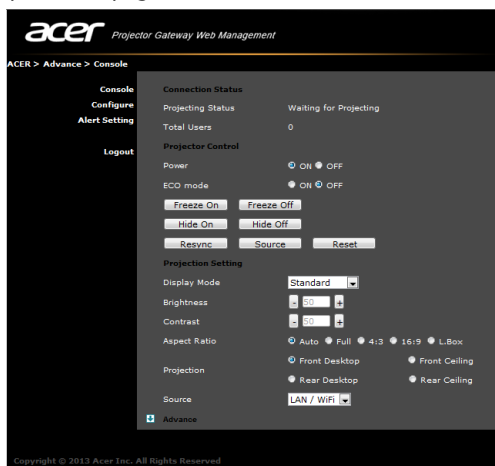 acer Projector Gateway Web Management
ACER > Advance > Console
Console
Configure
Alert Setting
Logout
Connection Status
Projecting Status Waiting for Projecting
Total Users 0
Projector Control
Power ON OFF
ECO mode ON OFF
Freeze On Freeze Off
Hide On Hide Off
Resync Source Reset
Projection Setting
Display Mode Standard
Brightness - 50 +
Contrast - 50 +
Aspect Ratio Auto Full 4:3 16:9 L.Box
Projection Front Desktop Front Ceiling
Rear Desktop Rear Ceiling
Source LAN / WiFi
Advance
Copyright © 2013 Acer Inc. All Rights Reserved